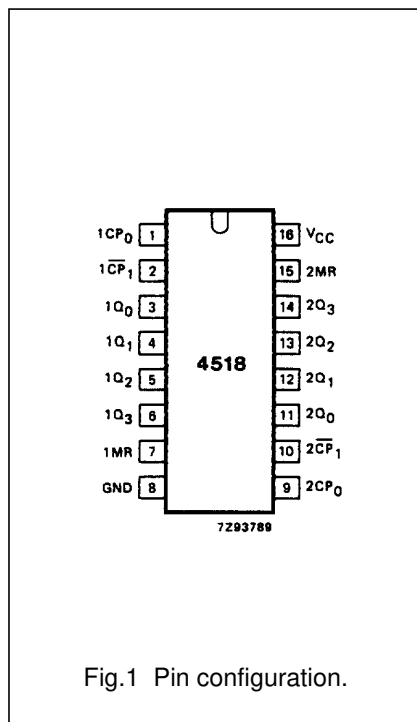 1CP0 1 16 VCC
1C̅P̅1 2 15 2MR
1Q0 3 14 2Q3
1Q1 4 13 2Q2
4518
1Q2 5 12 2Q1
1Q3 6 11 2Q0
1MR 7 10 2C̅P̅1
GND 8 9 2CP0
7Z93789
Fig.1 Pin configuration.